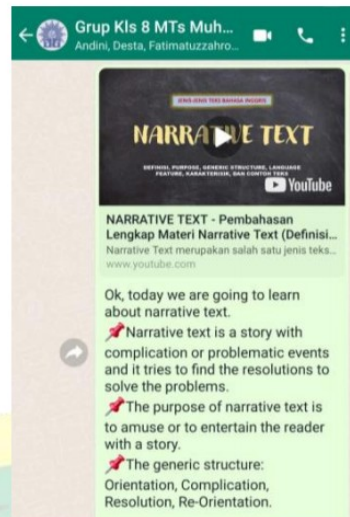 Grup Kls 8 MTs Muh...
Andini, Desta, Fatimatuzzahro...
JENIS-JENIS TEKS BAHASA INGGRIS
NARRATIVE TEXT
DEFINISI, PURPOSE, GENERIC STRUCTURE, LANGUAGE
FEATURE, KARAKTERISIK, DAN CONTOH TEKS
YouTube
NARRATIVE TEXT - Pembahasan
Lengkap Materi Narrative Text (Definisi...
Narrative Text merupakan salah satu jenis teks...
www.youtube.com
Ok, today we are going to learn
about narrative text.
📌Narrative text is a story with
complication or problematic events
and it tries to find the resolutions to
solve the problems.
📌The purpose of narrative text is
to amuse or to entertain the reader
with a story.
📌The generic structure:
Orientation, Complication,
Resolution, Re-Orientation.